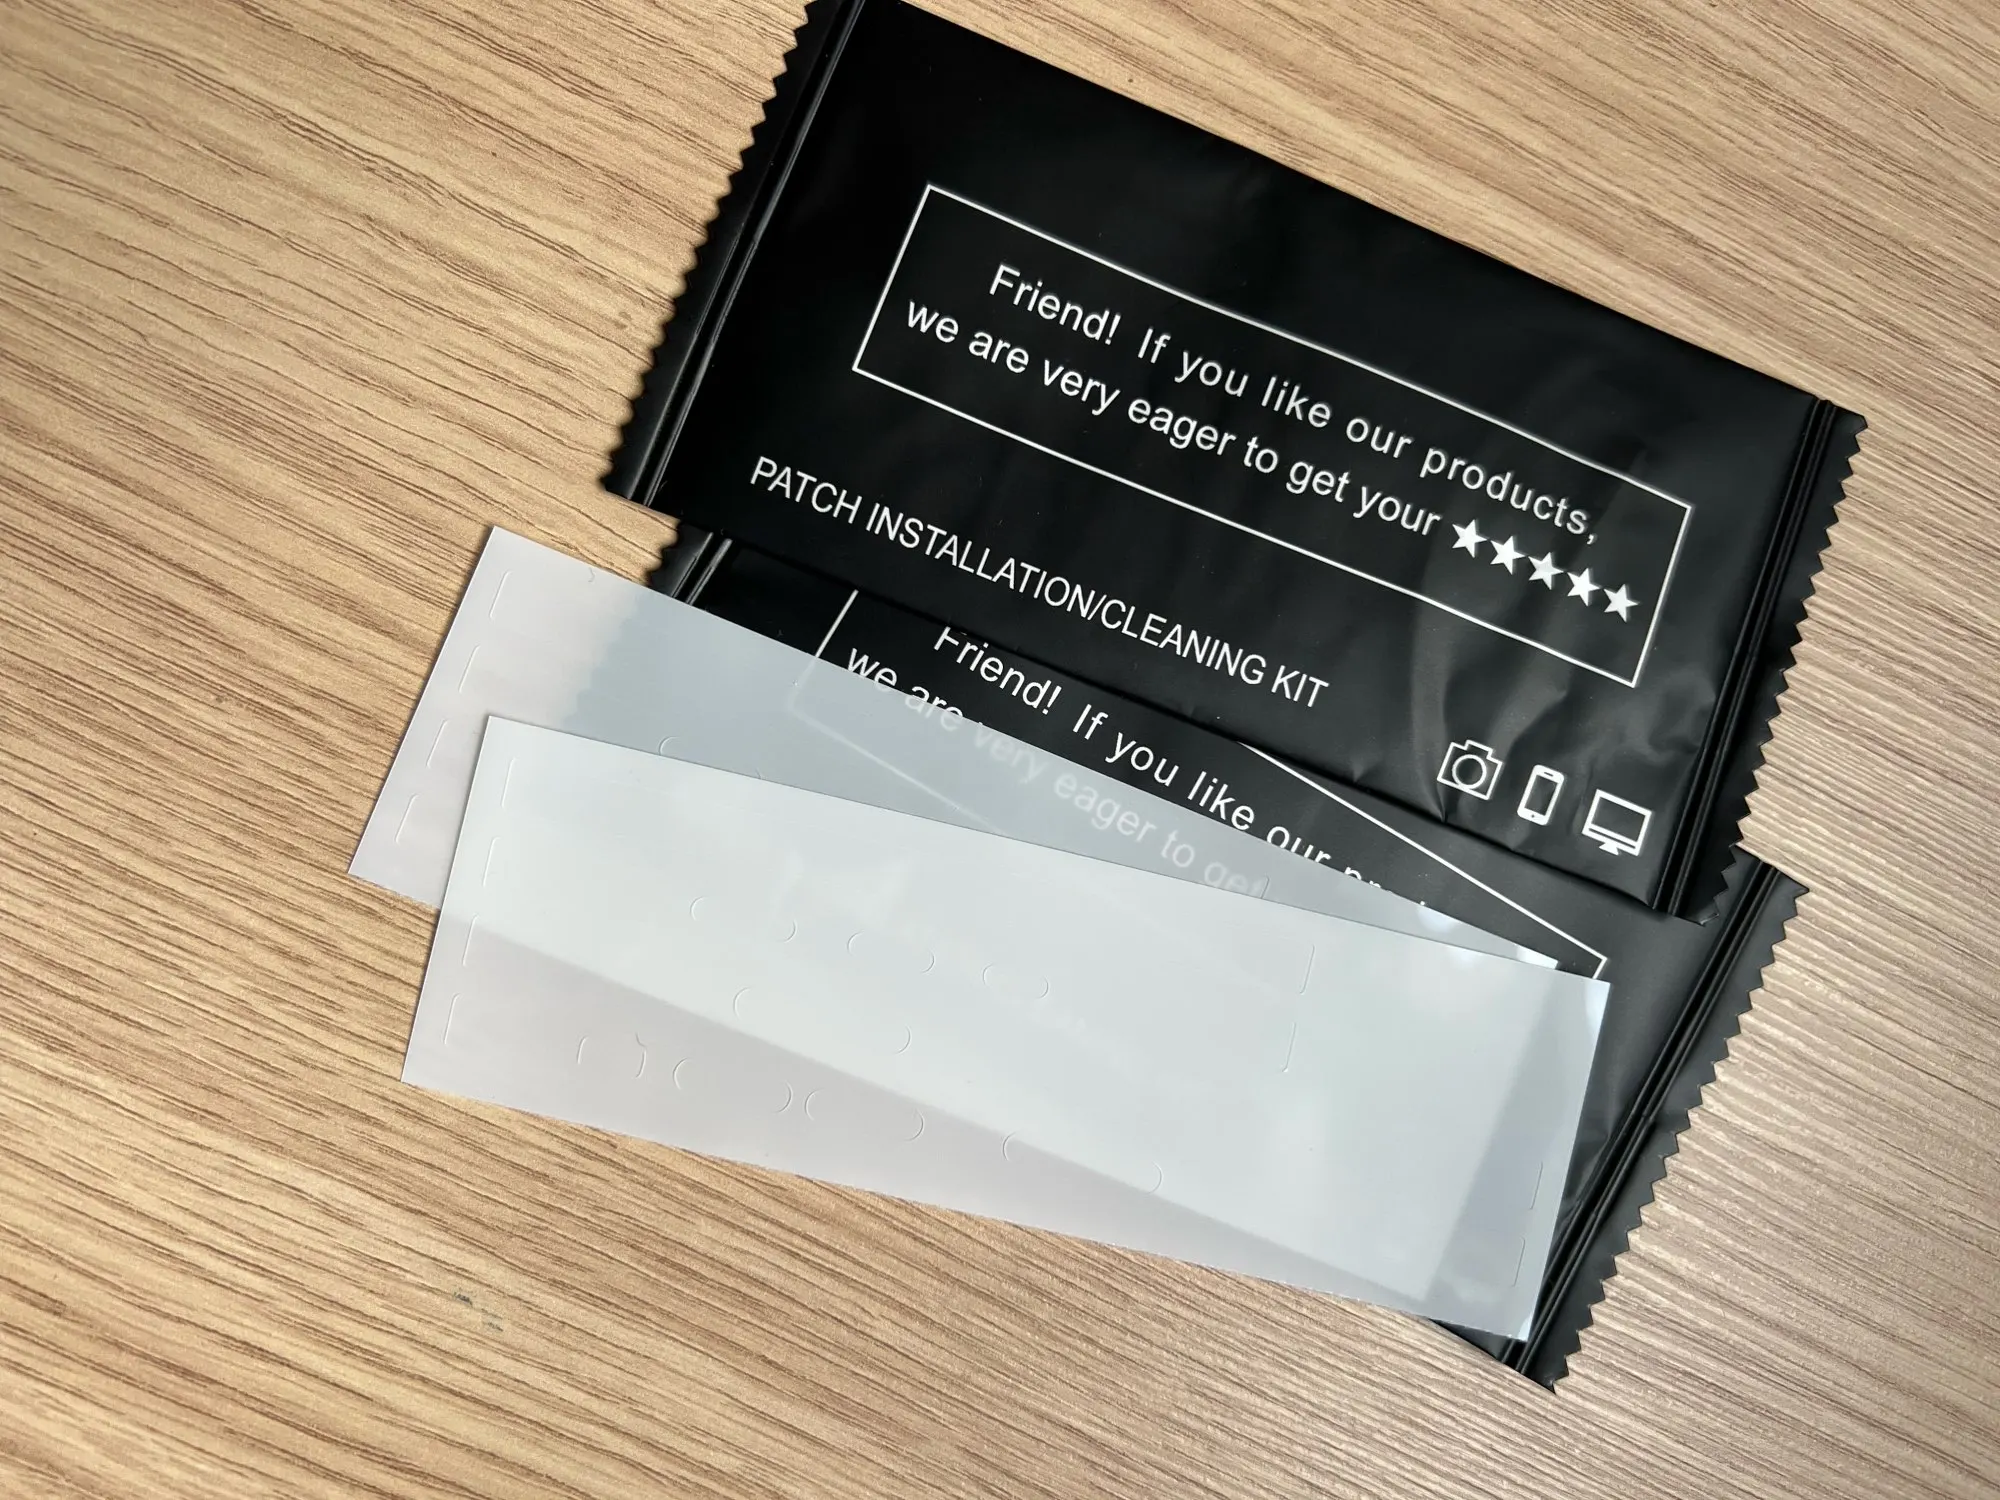 Friend! If you like our products,
we are very eager to get your ★★★★★
PATCH INSTALLATION/CLEANING KIT
Friend! If you like our
we are very eager to get